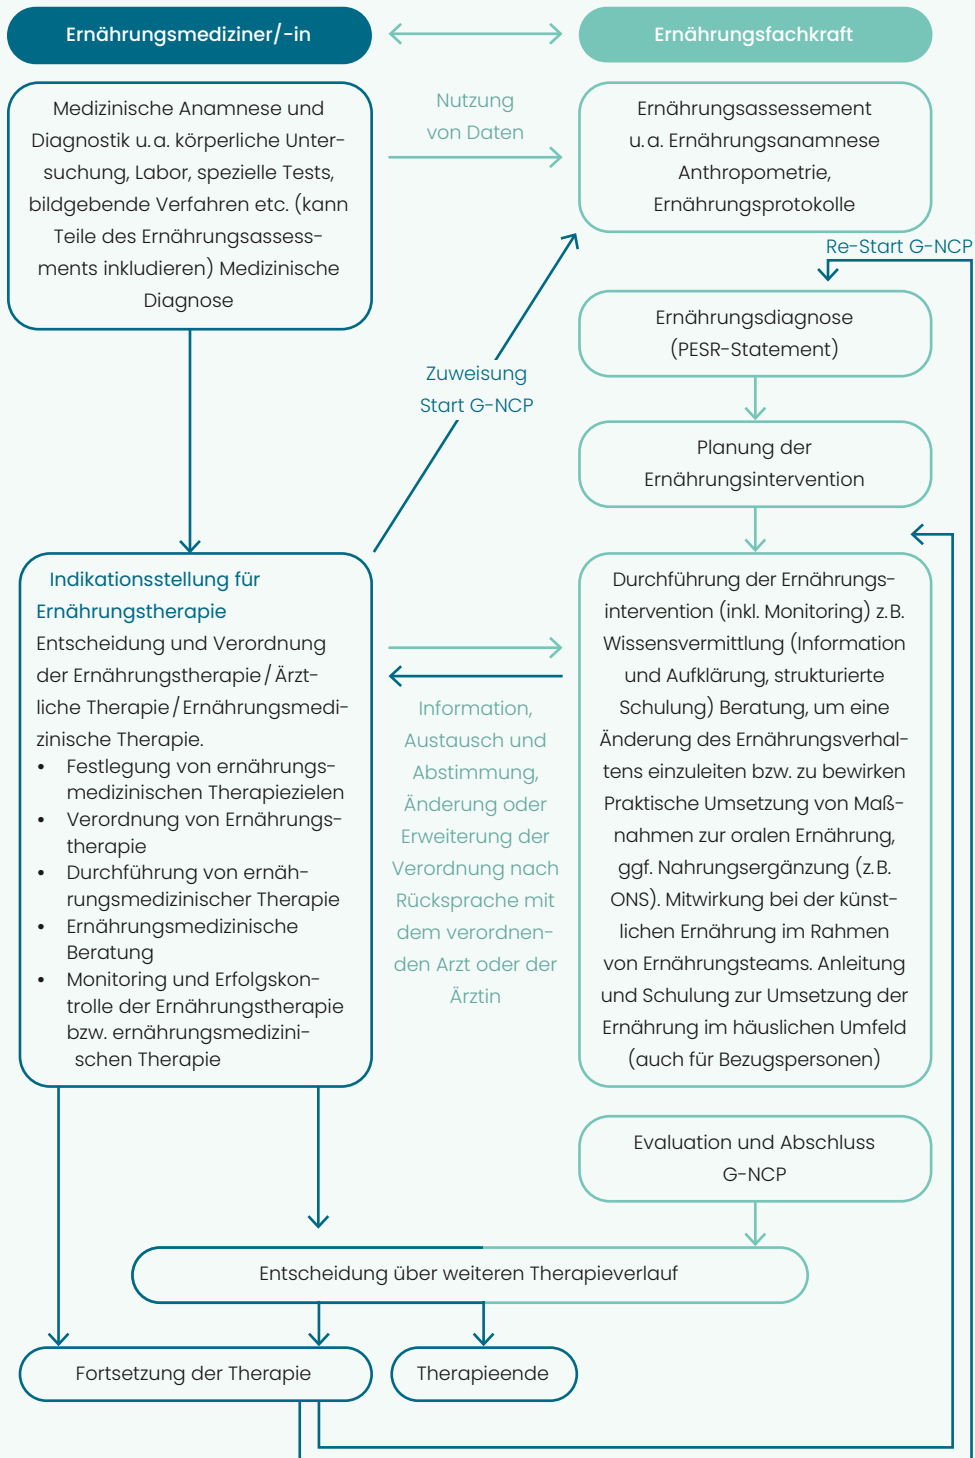 Ernährungsmediziner/-in
Ernährungsfachkraft
Medizinische Anamnese und
Diagnostik u.a. körperliche Unter-
suchung, Labor, spezielle Tests,
bildgebende Verfahren etc. (kann
Teile des Ernährungsassess-
ments inkludieren) Medizinische
Diagnose
Nutzung
von Daten
Ernährungsassessement
u.a. Ernährungsanamnese
Anthropometrie,
Ernährungsprotokolle
Re-Start G-NCP
Ernährungsdiagnose
(PESR-Statement)
Zuweisung
Start G-NCP
Planung der
Ernährungsintervention
Indikationsstellung für
Ernährungstherapie
Entscheidung und Verordnung
der Ernährungstherapie/Ärzt-
liche Therapie/Ernährungsmedi-
zinische Therapie.
• Festlegung von ernährungs-
medizinischen Therapiezielen
• Verordnung von Ernährungs-
therapie
• Durchführung von ernäh-
rungsmedizinischer Therapie
• Ernährungsmedizinische
Beratung
• Monitoring und Erfolgskon-
trolle der Ernährungstherapie
bzw. ernährungsmedizini-
schen Therapie
Information,
Austausch und
Abstimmung,
Änderung oder
Erweiterung der
Verordnung nach
Rücksprache mit
dem verordnen-
den Arzt oder der
Ärztin
Durchführung der Ernährungs-
intervention (inkl. Monitoring) z.B.
Wissensvermittlung (Information
und Aufklärung, strukturierte
Schulung) Beratung, um eine
Änderung des Ernährungsverhal-
tens einzuleiten bzw. zu bewirken
Praktische Umsetzung von Maß-
nahmen zur oralen Ernährung,
ggf. Nahrungsergänzung (z.B.
ONS). Mitwirkung bei der künst-
lichen Ernährung im Rahmen
von Ernährungsteams. Anleitung
und Schulung zur Umsetzung der
Ernährung im häuslichen Umfeld
(auch für Bezugspersonen)
Evaluation und Abschluss
G-NCP
Entscheidung über weiteren Therapieverlauf
Fortsetzung der Therapie
Therapieende